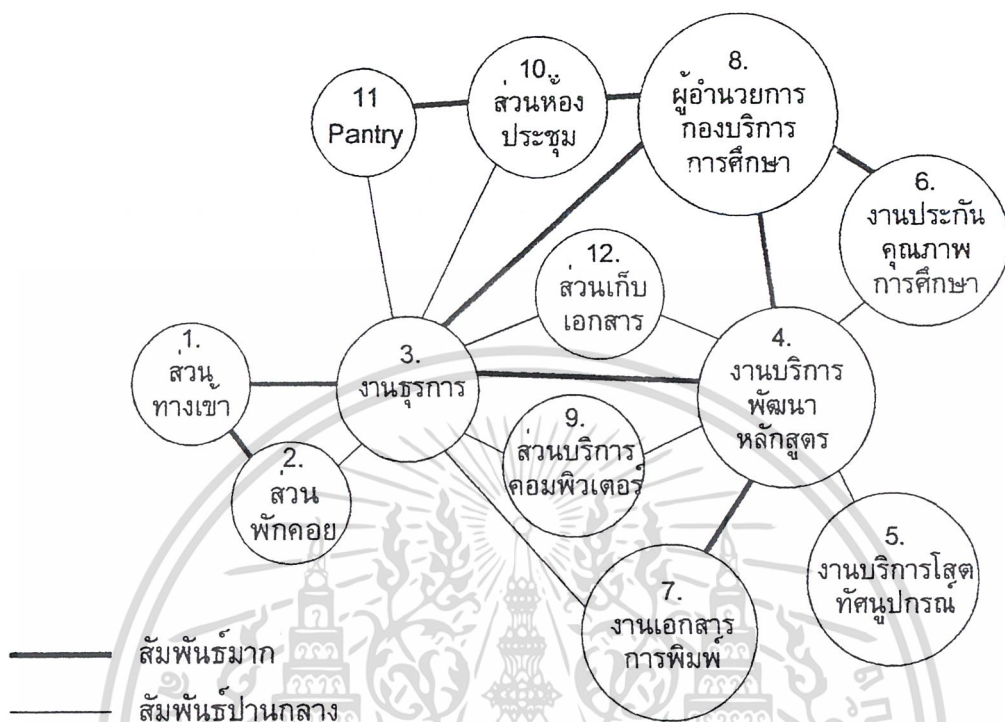 11
Pantry
10..
ส่วนห้อง
ประชุม
8.
ผู้อำนวยการ
กองบริการ
การศึกษา
6.
งานประกัน
คุณภาพ
การศึกษา
12.
ส่วนเก็บ
เอกสาร
1.
ส่วน
ทางเข้า
3.
งานธุรการ
4.
งานบริการ
พัฒนา
หลักสูตร
2.
ส่วน
พักคอย
9.
ส่วนบริการ
คอมพิวเตอร์
5.
งานบริการโสต
ทัศนูปกรณ์
7.
งานเอกสาร
การพิมพ์
สัมพันธ์มาก
สัมพันธ์ปานกลาง